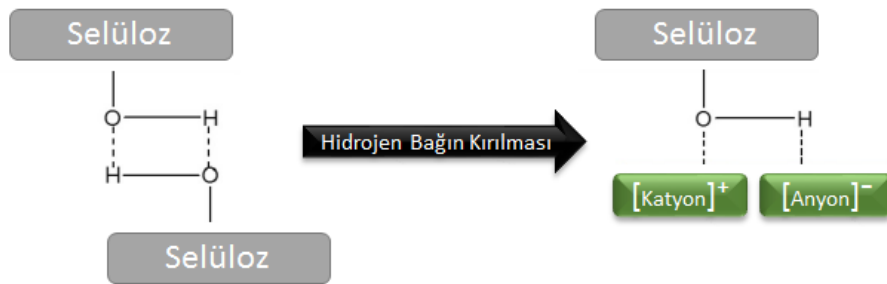 Selüloz
Selüloz
O
H
O
H
Hidrojen Bağın Kırılması
H
O
[Katyon]⁺
[Anyon]⁻
Selüloz